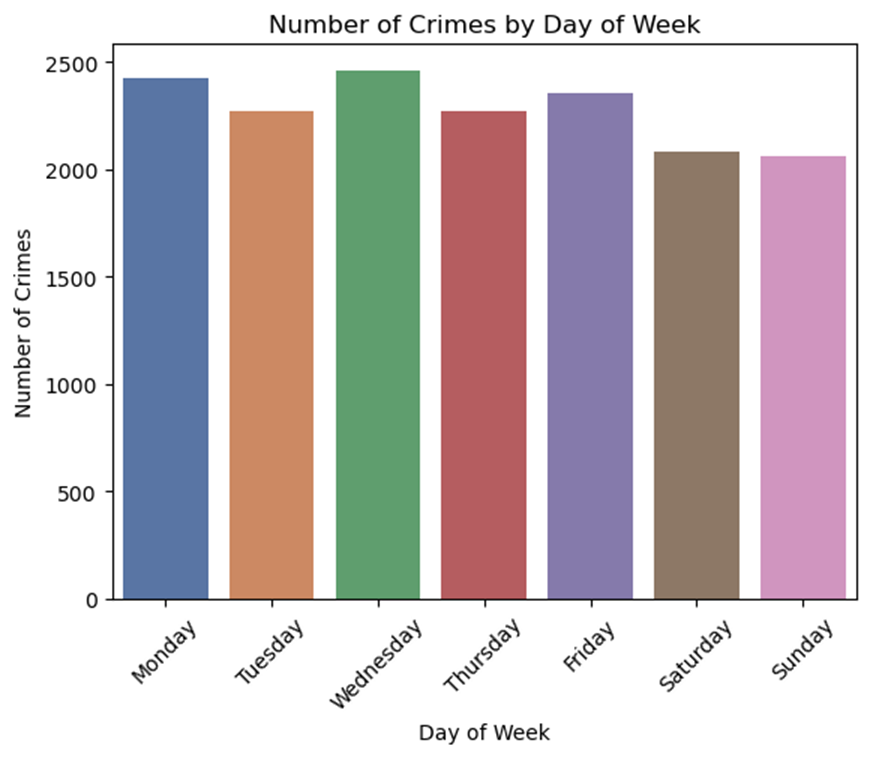 Number of Crimes by Day of Week
Number of Crimes
2500
2000
1500
1000
500
0
Monday
Tuesday
Wednesday
Thursday
Friday
Saturday
Sunday
Day of Week